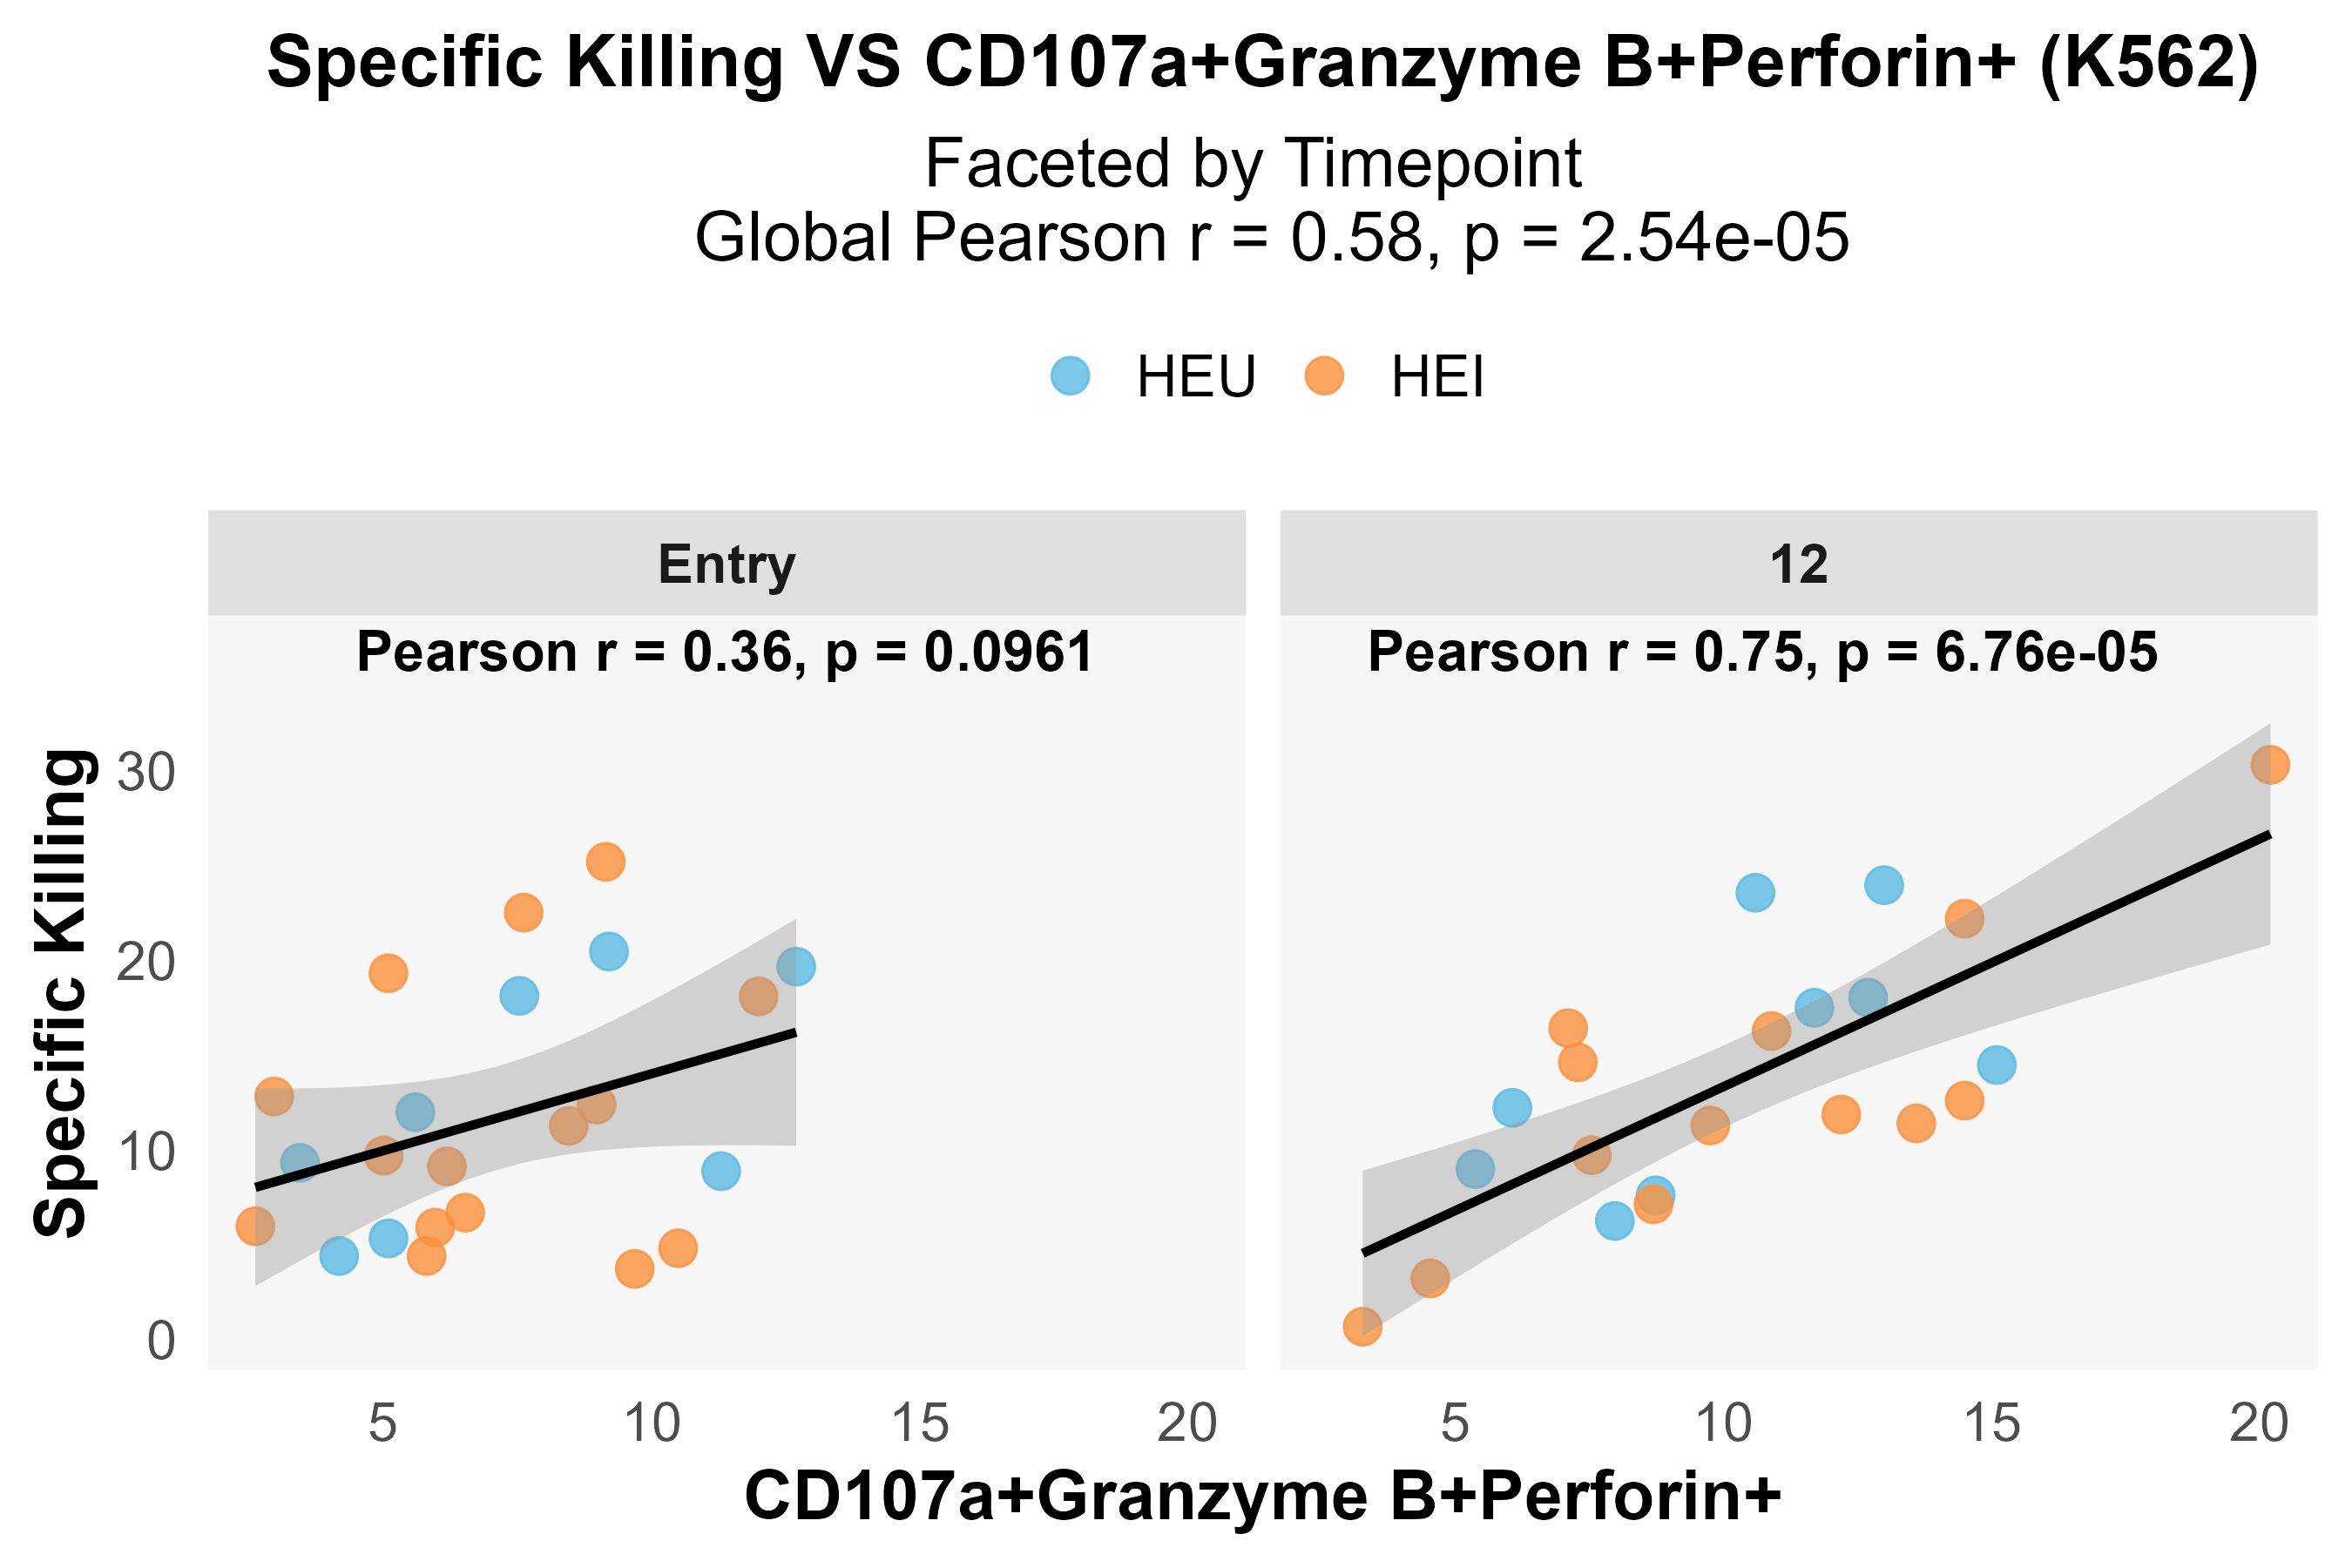 Specific Killing VS CD107a+Granzyme B+Perforin+ (K562)
Faceted by Timepoint
Global Pearson r = 0.58, p = 2.54e-05
HEU HEI
Entry 12
Pearson r = 0.36, p = 0.0961 Pearson r = 0.75, p = 6.76e-05
Specific Killing
30
20
10
0
5 10 15 20 5 10 15 20
CD107a+Granzyme B+Perforin+